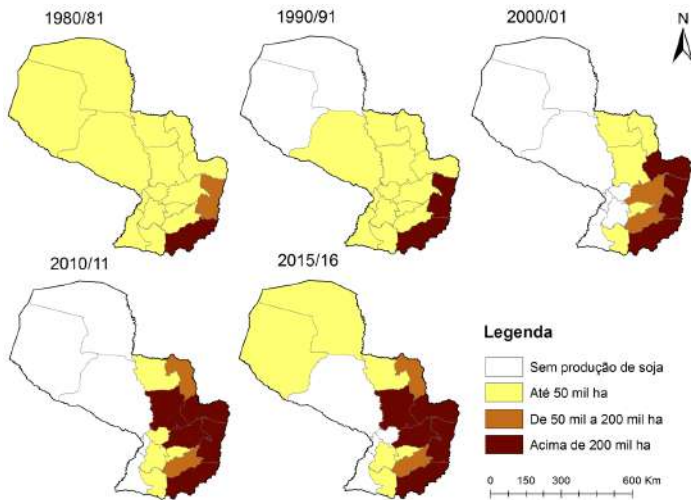 1980/81
1990/91
2000/01
N
2010/11
2015/16
Legenda
Sem produção de soja
Até 50 mil ha
De 50 mil a 200 mil ha
Acima de 200 mil ha
0 150 300 600 Km